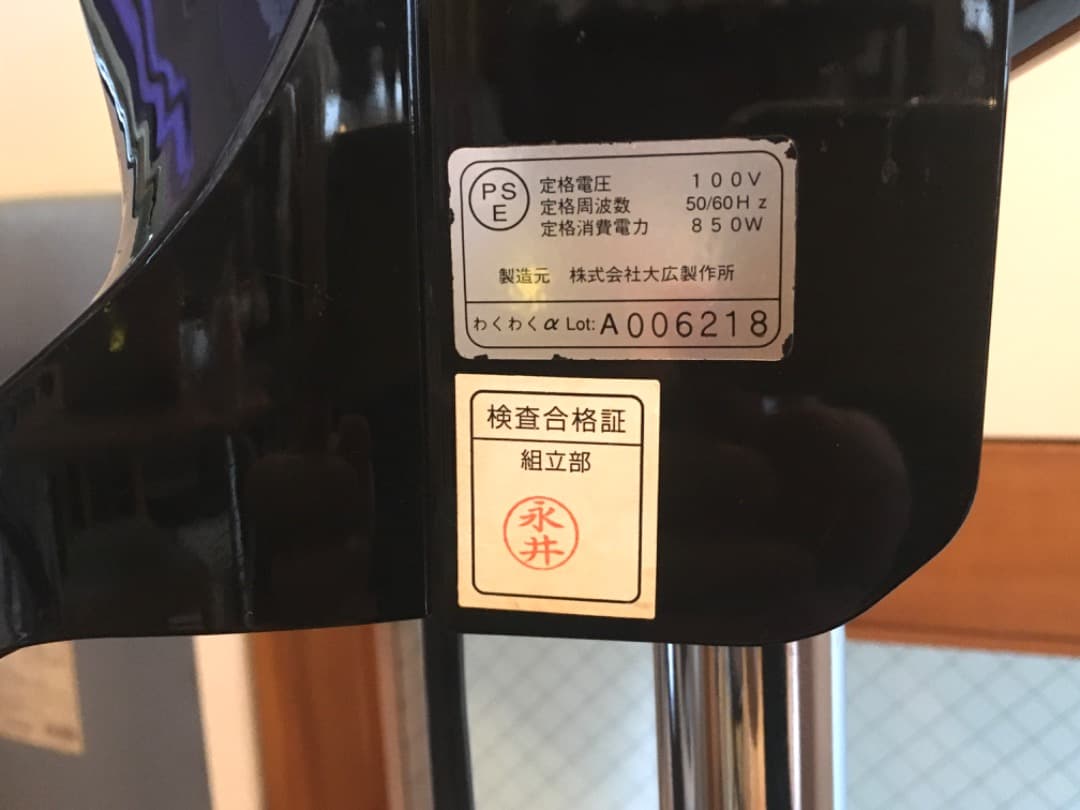 PS
E
定格電圧 100V
定格周波数 50/60Hz
定格消費電力 850W
製造元 株式会社大広製作所
わくわくα Lot: A006218
検査合格証
組立部
永井